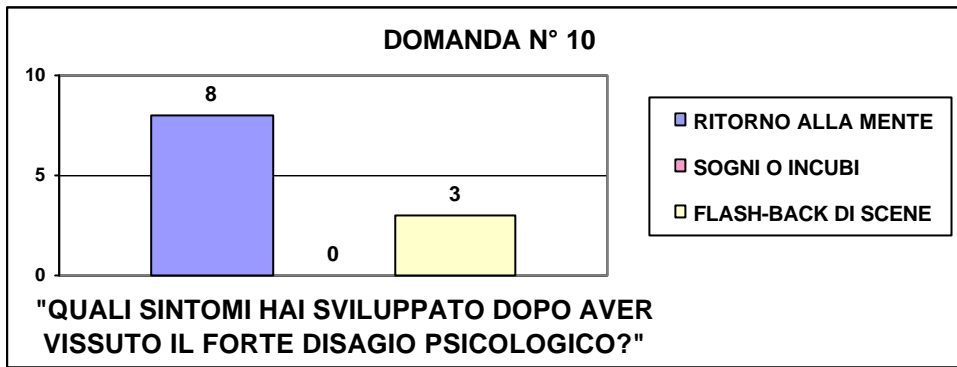 DOMANDA N° 10
10
8
RITORNO ALLA MENTE
SOGNI O INCUBI
5
3
FLASH-BACK DI SCENE
0
0
"QUALI SINTOMI HAI SVILUPPATO DOPO AVER
VISSUTO IL FORTE DISAGIO PSICOLOGICO?"